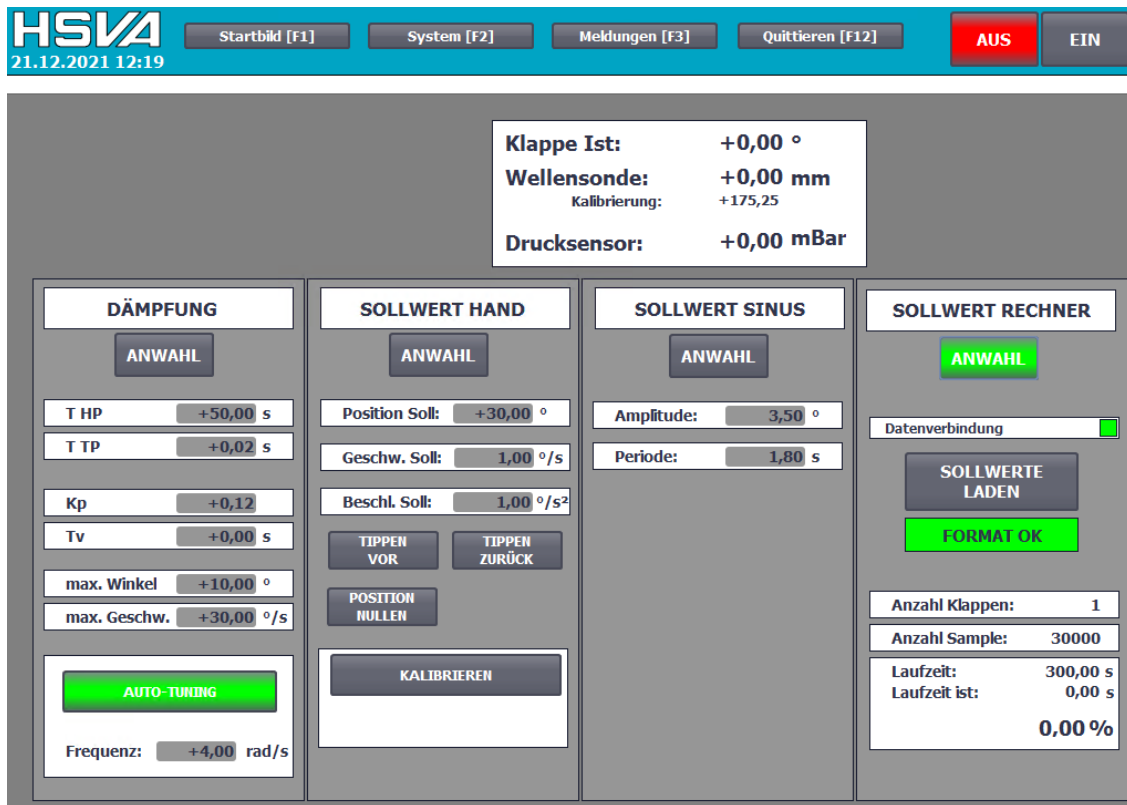 HSVA
Startbild [F1]
System [F2]
Meldungen [F3]
Quittieren [F12]
AUS
EIN
21.12.2021 12:19
Klappe Ist: +0,00 °
Wellensonde: +0,00 mm
Kalibrierung: +175,25
Drucksensor: +0,00 mBar
DÄMPFUNG
ANWAHL
T HP +50,00 s
T TP +0,02 s
Kp +0,12
Tv +0,00 s
max. Winkel +10,00 °
max. Geschw. +30,00 °/s
AUTO-TUNING
Frequenz: +4,00 rad/s
SOLLWERT HAND
ANWAHL
Position Soll: +30,00 °
Geschw. Soll: 1,00 °/s
Beschl. Soll: 1,00 °/s²
TIPPEN
VOR
TIPPEN
ZURÜCK
POSITION
NULLEN
KALIBRIEREN
SOLLWERT SINUS
ANWAHL
Amplitude: 3,50 °
Periode: 1,80 s
SOLLWERT RECHNER
ANWAHL
Datenverbindung
SOLLWERTE
LADEN
FORMAT OK
Anzahl Klappen: 1
Anzahl Sample: 30000
Laufzeit: 300,00 s
Laufzeit ist: 0,00 s
0,00 %